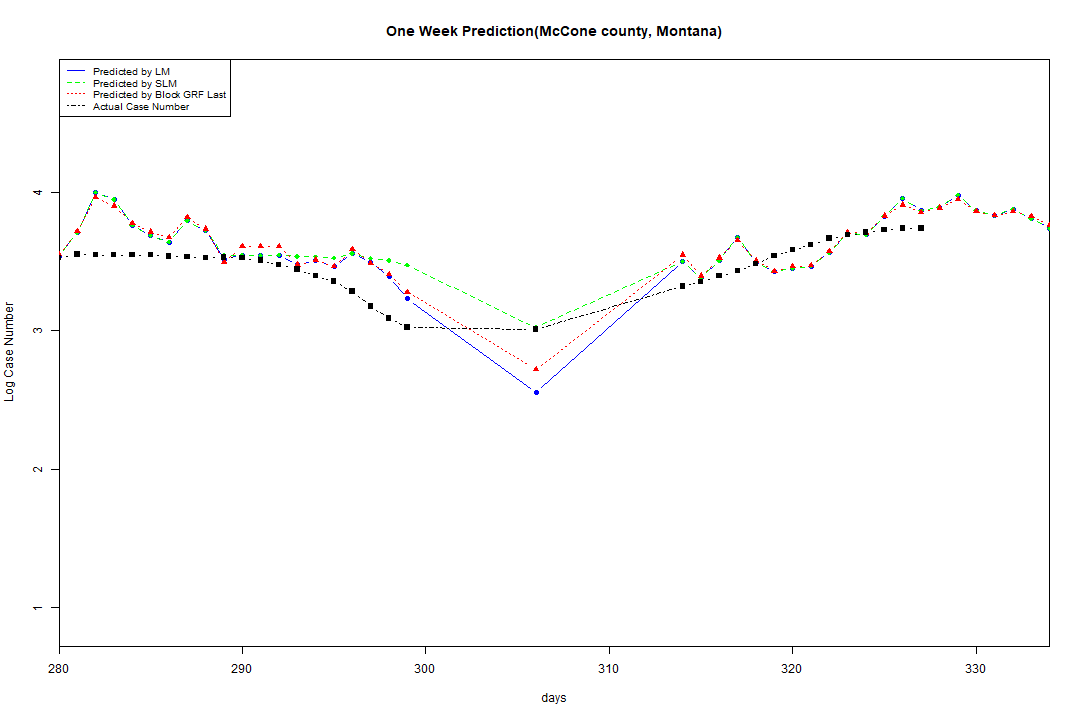 One Week Prediction(McCone county, Montana)
Predicted by LM
Predicted by SLM
Predicted by Block GRF Last
Actual Case Number
4
3
2
1
Log Case Number
280 290 300 310 320 330
days